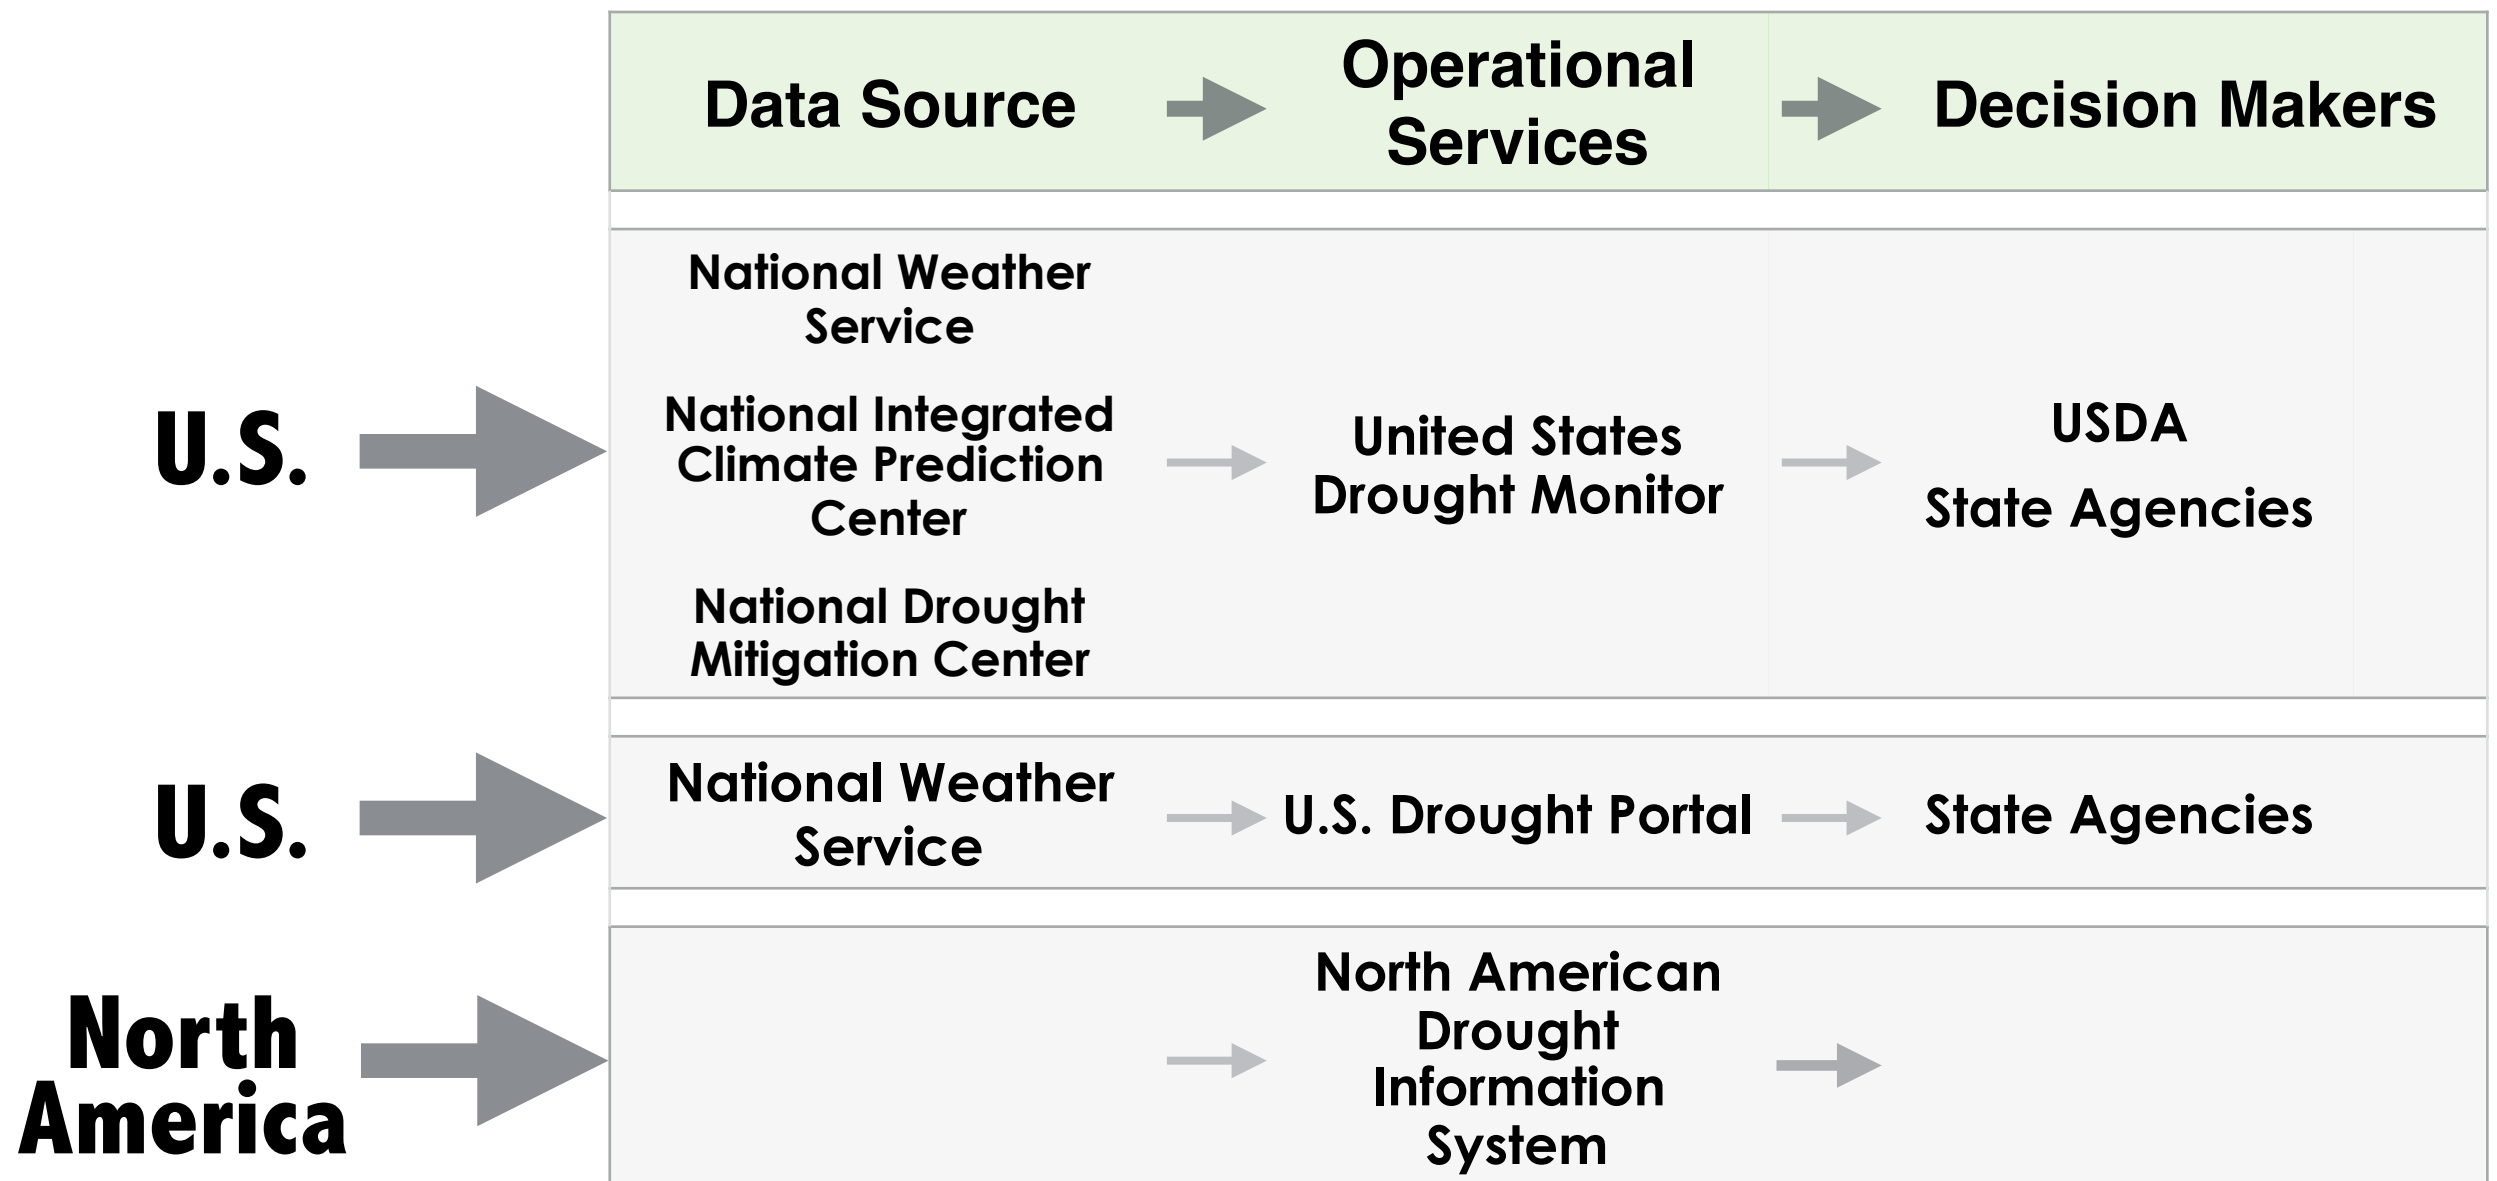 Data Source
Operational
Services
Decision Makers
U.S.
National Weather
Service
National Integrated
Climate Prediction
Center
National Drought
Mitigation Center
United States
Drought Monitor
USDA
State Agencies
U.S.
National Weather
Service
U.S. Drought Portal
State Agencies
North
America
North American
Drought
Information
System